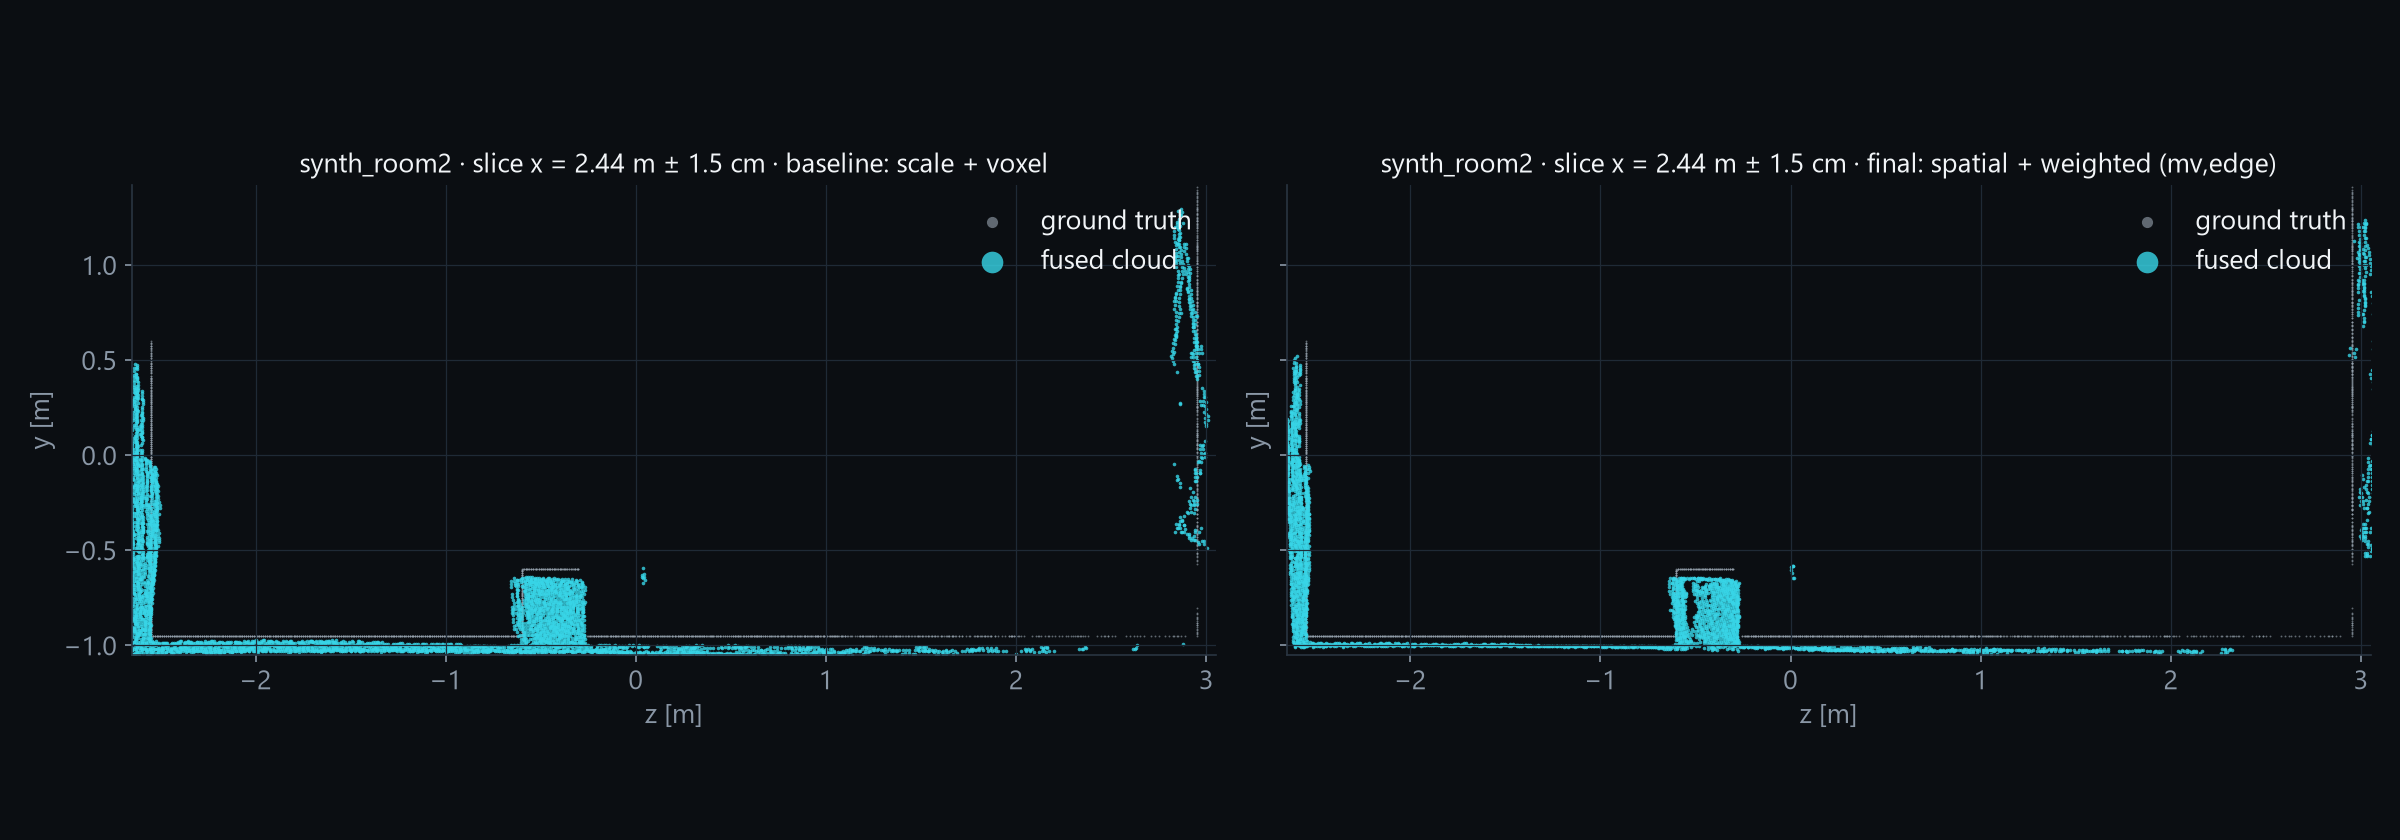 synth_room2 · slice x = 2.44 m ± 1.5 cm · baseline: scale + voxel
ground truth
fused cloud
1.0
0.5
0.0
−0.5
−1.0
y [m]
−2
−1
0
1
2
3
z [m]
synth_room2 · slice x = 2.44 m ± 1.5 cm · final: spatial + weighted (mv,edge)
ground truth
fused cloud
y [m]
−2
−1
0
1
2
3
z [m]